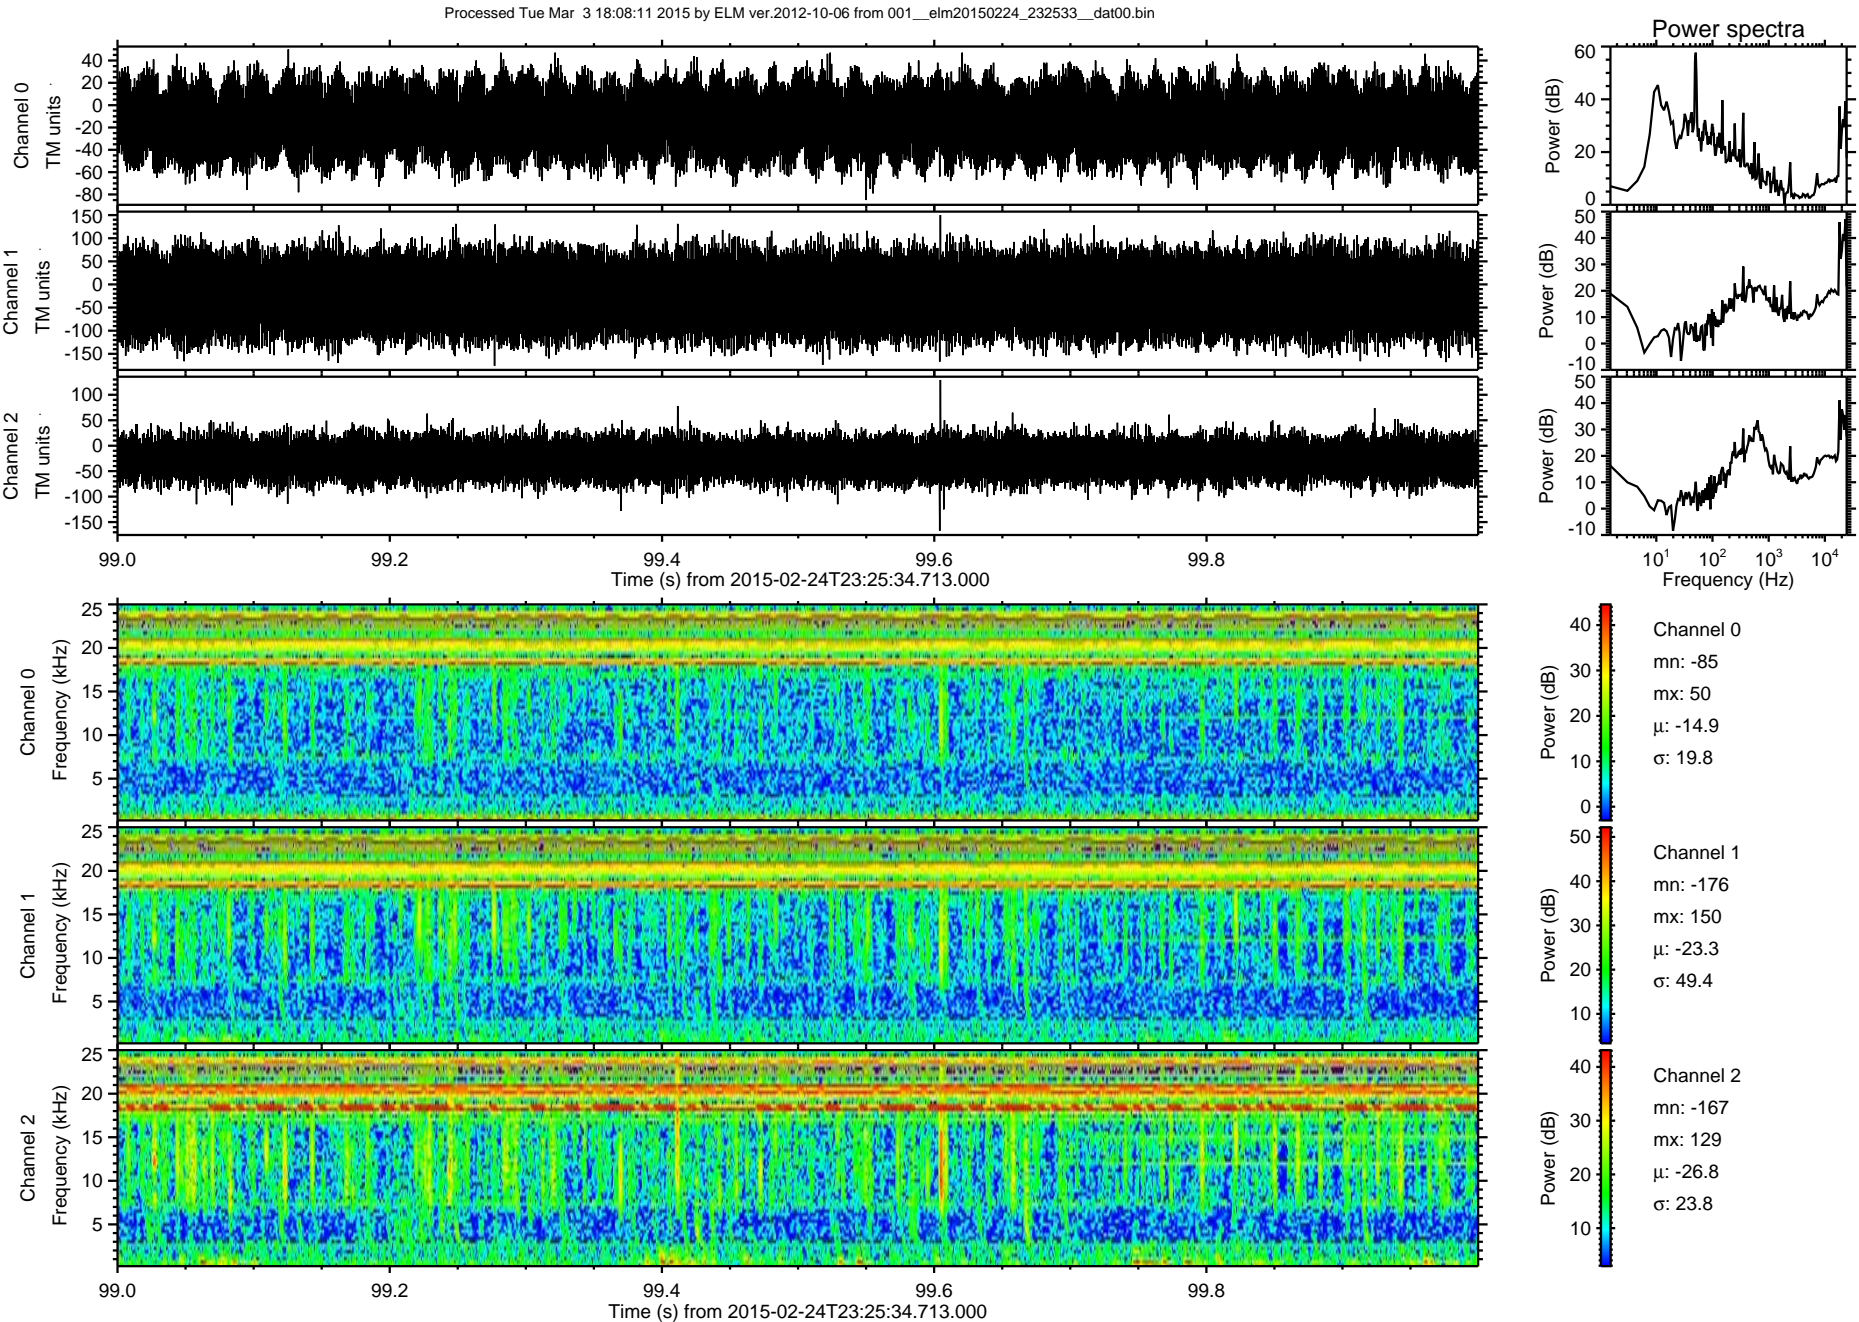 Processed Tue Mar  3 18:08:11 2015 by ELM ver.2012-10-06 from 001__elm20150224_232533__dat00.bin
Power spectra
Channel 0
TM units
40
20
0
-20
-40
-60
-80
Power (dB)
60
40
20
0
Channel 1
TM units
150
100
50
0
-50
-100
-150
Power (dB)
50
40
30
20
10
0
-10
Channel 2
TM units
100
50
0
-50
-100
-150
Power (dB)
50
40
30
20
10
0
-10
99.0 99.2 99.4 99.6 99.8
Time (s) from 2015-02-24T23:25:34.713.000
10^1 10^2 10^3 10^4
Frequency (Hz)
Channel 0
Frequency (kHz)
25
20
15
10
5
Power (dB)
40
30
20
10
0
Channel 0
mn: -85
mx: 50
μ: -14.9
σ: 19.8
Channel 1
Frequency (kHz)
25
20
15
10
5
Power (dB)
50
40
30
20
10
Channel 1
mn: -176
mx: 150
μ: -23.3
σ: 49.4
Channel 2
Frequency (kHz)
25
20
15
10
5
Power (dB)
40
30
20
10
Channel 2
mn: -167
mx: 129
μ: -26.8
σ: 23.8
99.0 99.2 99.4 99.6 99.8
Time (s) from 2015-02-24T23:25:34.713.000